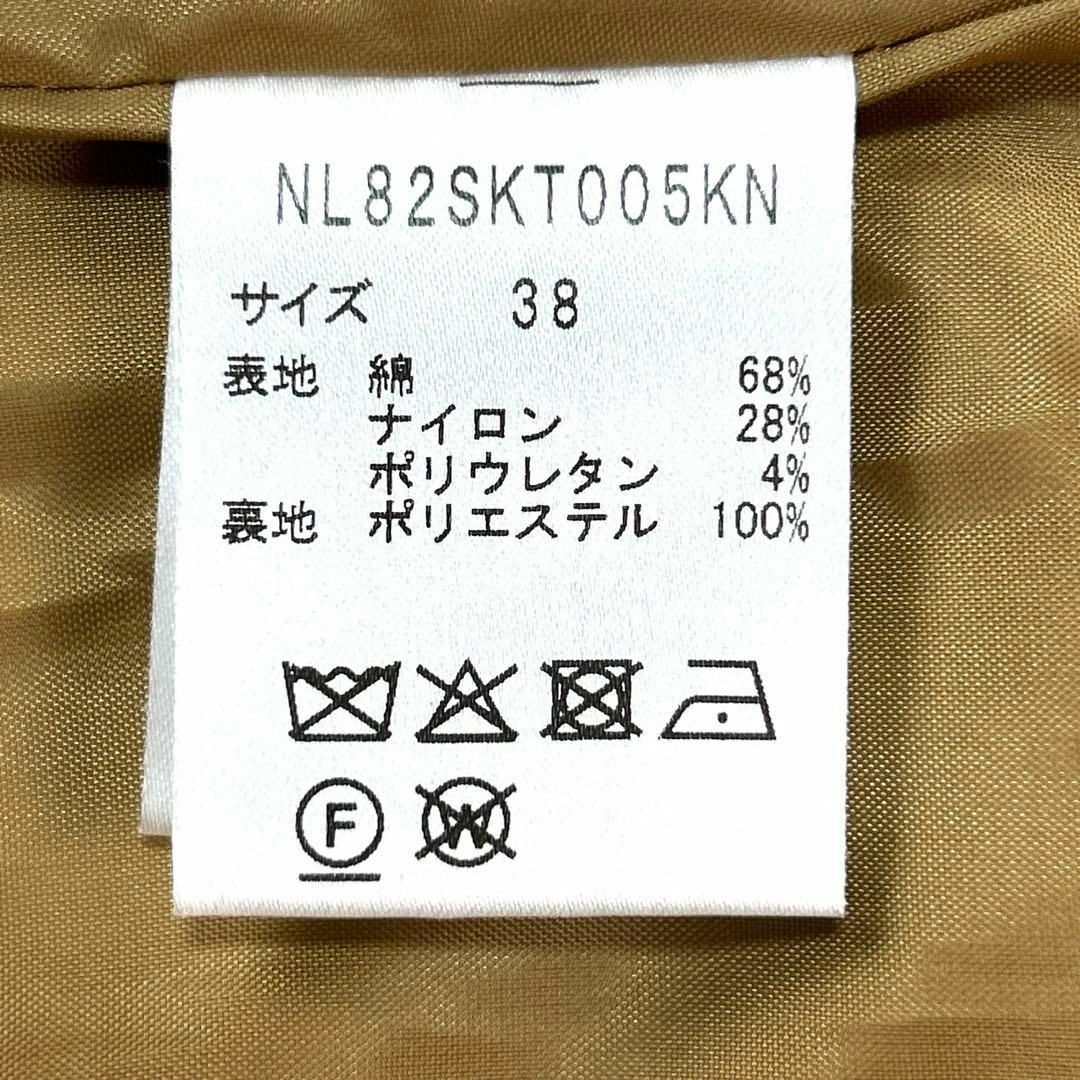 NL82SKT005KN
サイズ 38
表地 綿 68%
ナイロン 28%
ポリウレタン 4%
裏地 ポリエステル 100%
F W